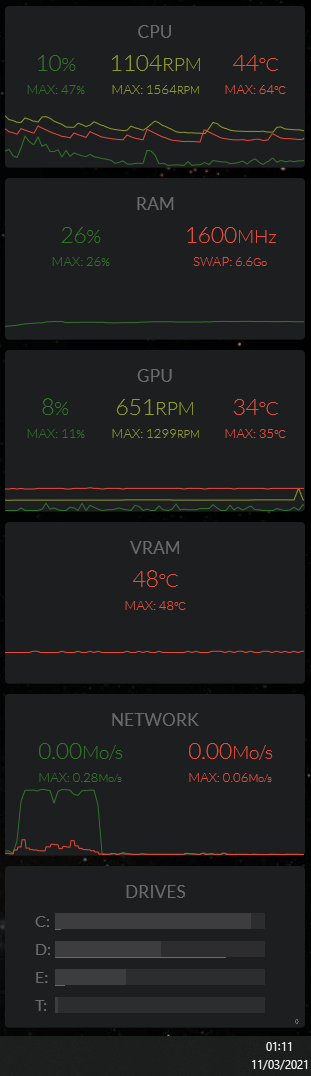 CPU
10% 1104RPM 44°C
MAX: 47% MAX: 1564RPM MAX: 64°C
RAM
26% 1600MHz
MAX: 26% SWAP: 6.6Go
GPU
8% 651RPM 34°C
MAX: 11% MAX: 1299RPM MAX: 35°C
VRAM
48°C
MAX: 48°C
NETWORK
0.00Mo/s 0.00Mo/s
MAX: 0.28Mo/s MAX: 0.06Mo/s
DRIVES
C:
D:
E:
T:
0
01:11
11/03/2021